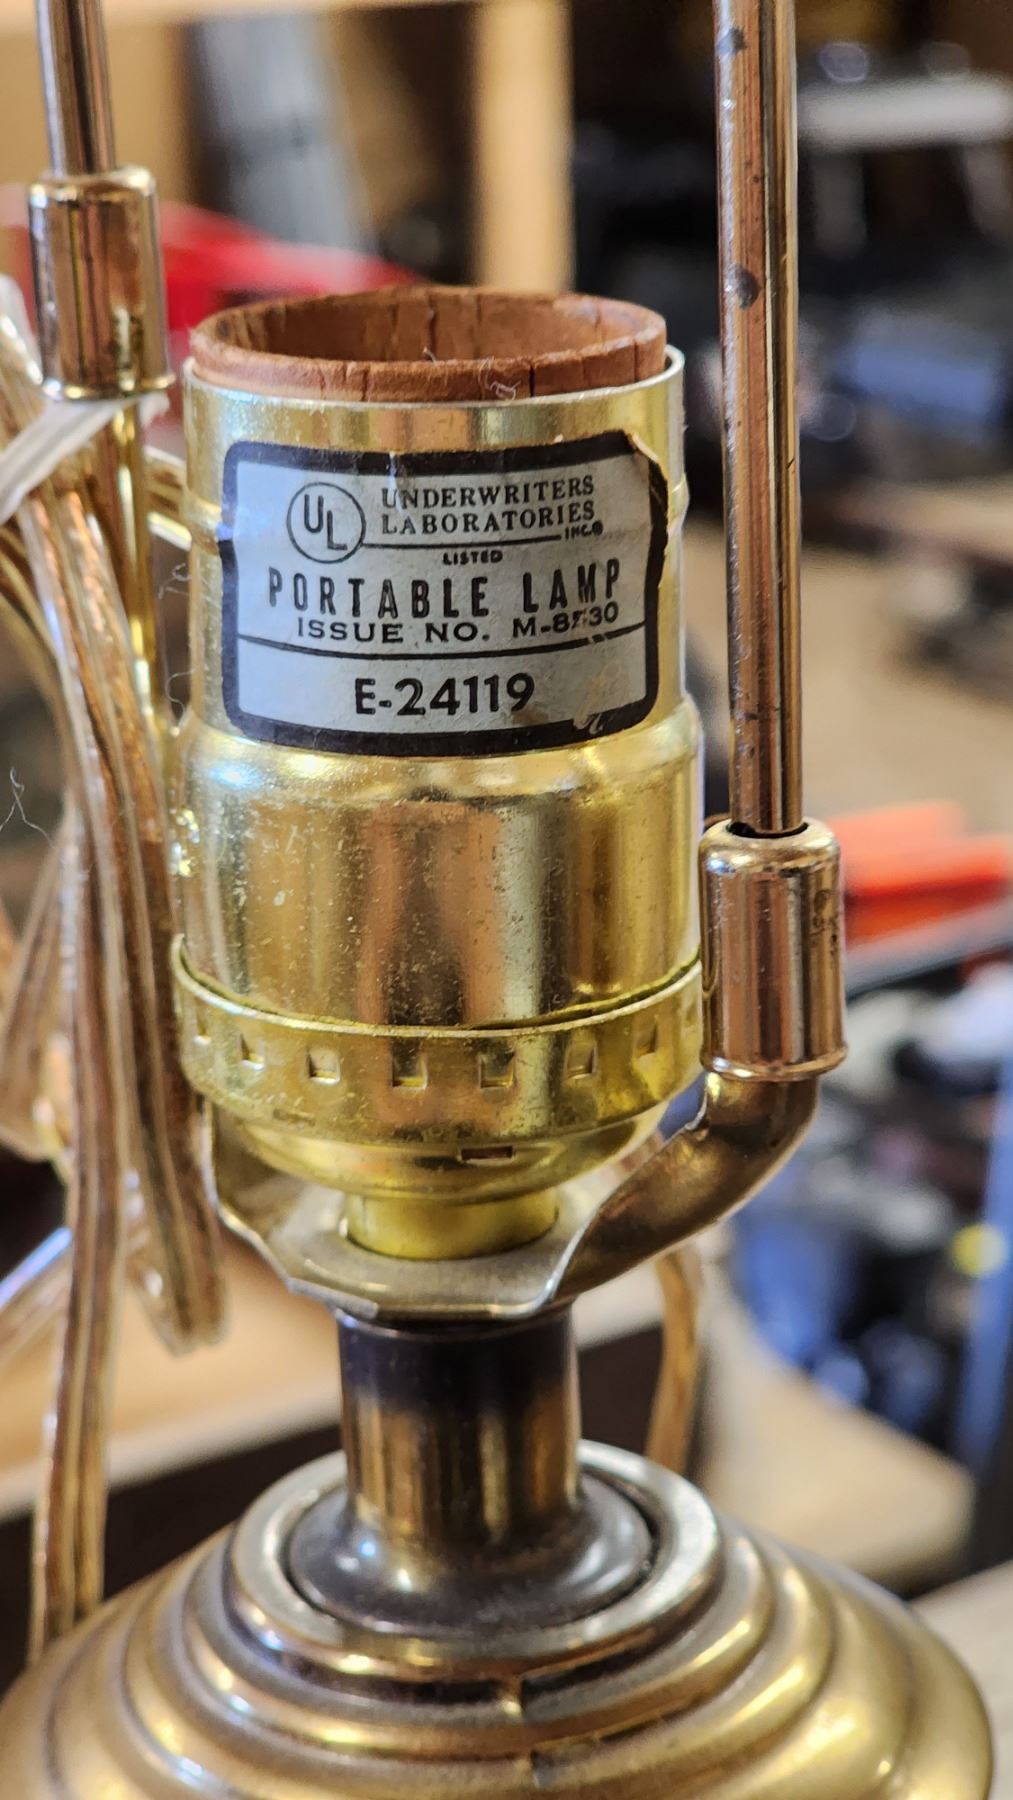 UL
UNDERWRITERS
LABORATORIES
INC.®
LISTED
PORTABLE LAMP
ISSUE NO.
E-24119